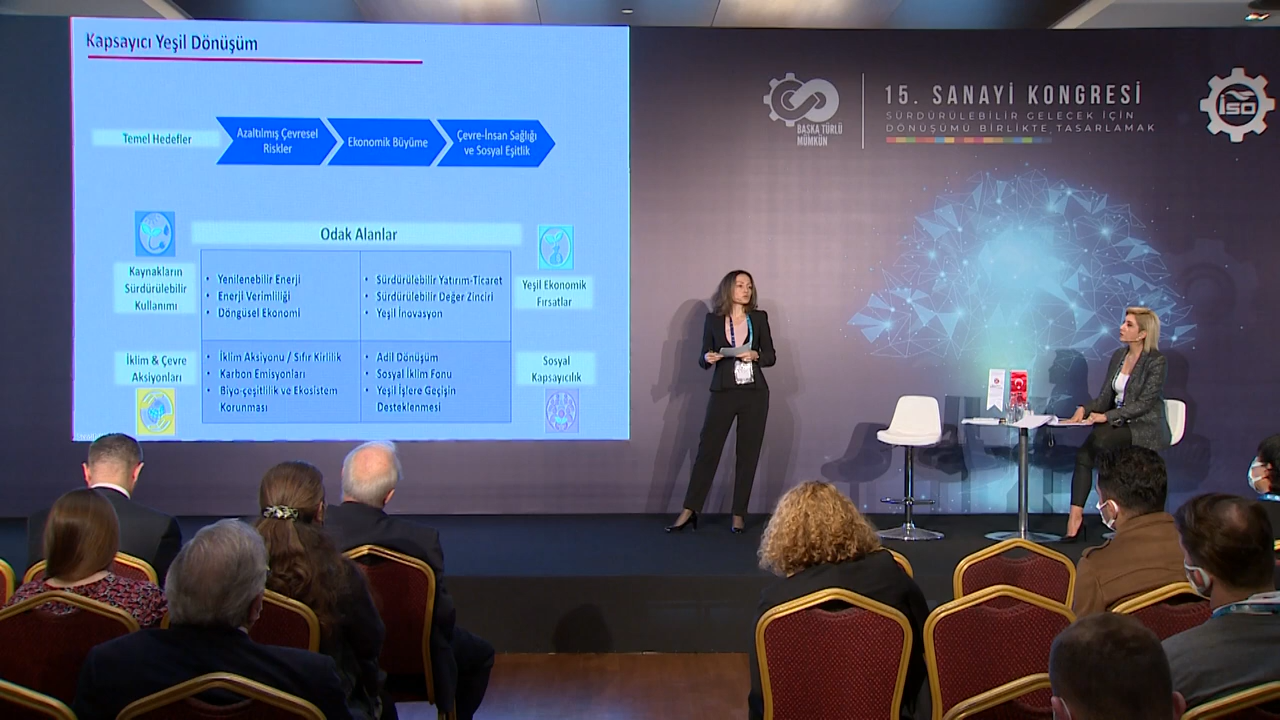 Kapsayıcı Yeşil Dönüşüm
Temel Hedefler
Azaltılmış Çevresel
Riskler
Ekonomik Büyüme
Çevre-İnsan Sağlığı
ve Sosyal Eşitlik
Odak Alanlar
Kaynakların
Sürdürülebilir
Kullanımı
• Yenilenebilir Enerji
• Enerji Verimliliği
• Döngüsel Ekonomi
• Sürdürülebilir Yatırım-Ticaret
• Sürdürülebilir Değer Zinciri
• Yeşil İnovasyon
Yeşil Ekonomik
Fırsatlar
İklim & Çevre
Aksiyonları
• İklim Aksiyonu / Sıfır Kirlilik
• Karbon Emisyonları
• Biyo-çeşitlilik ve Ekosistem
Korunması
• Adil Dönüşüm
• Sosyal İklim Fonu
• Yeşil İşlere Geçişin
Desteklenmesi
Sosyal
Kapsayıcılık
BAŞKA TÜRLÜ
MÜMKÜN
15. SANAYİ KONGRESİ
SÜRDÜRÜLEBİLİR GELECEK İÇİN
DÖNÜŞÜMÜ BİRLİKTE TASARLAMAK
İSO